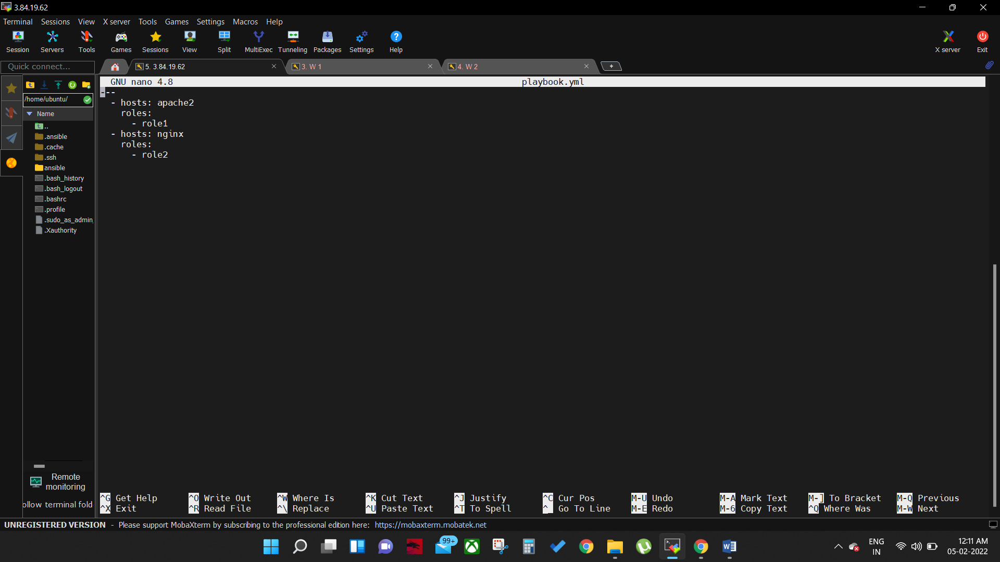 3.84.19.62
Terminal Sessions View X server Tools Games Settings Macros Help
Session Servers Tools Games Sessions View Split MultiExec Tunneling Packages Settings Help X server Exit
Quick connect... 5. 3.84.19.62 3. W 1 4. W 2
GNU nano 4.8 playbook.yml
/home/ubuntu/
Name
..
.ansible
.cache
.ssh
ansible
.bash_history
.bash_logout
.bashrc
.profile
.sudo_as_admin_
.Xauthority
---
- hosts: apache2
roles:
- role1
- hosts: nginx
roles:
- role2
Remote
monitoring
ollow terminal fold
^G Get Help ^O Write Out ^W Where Is ^K Cut Text ^J Justify ^C Cur Pos M-U Undo M-A Mark Text M-] To Bracket M-Q Previous
^X Exit ^R Read File ^\ Replace ^U Paste Text ^T To Spell ^_ Go To Line M-E Redo M-6 Copy Text ^Q Where Was M-W Next
UNREGISTERED VERSION - Please support MobaXterm by subscribing to the professional edition here: https://mobaxterm.mobatek.net
99+
ENG
IN
12:11 AM
05-02-2022